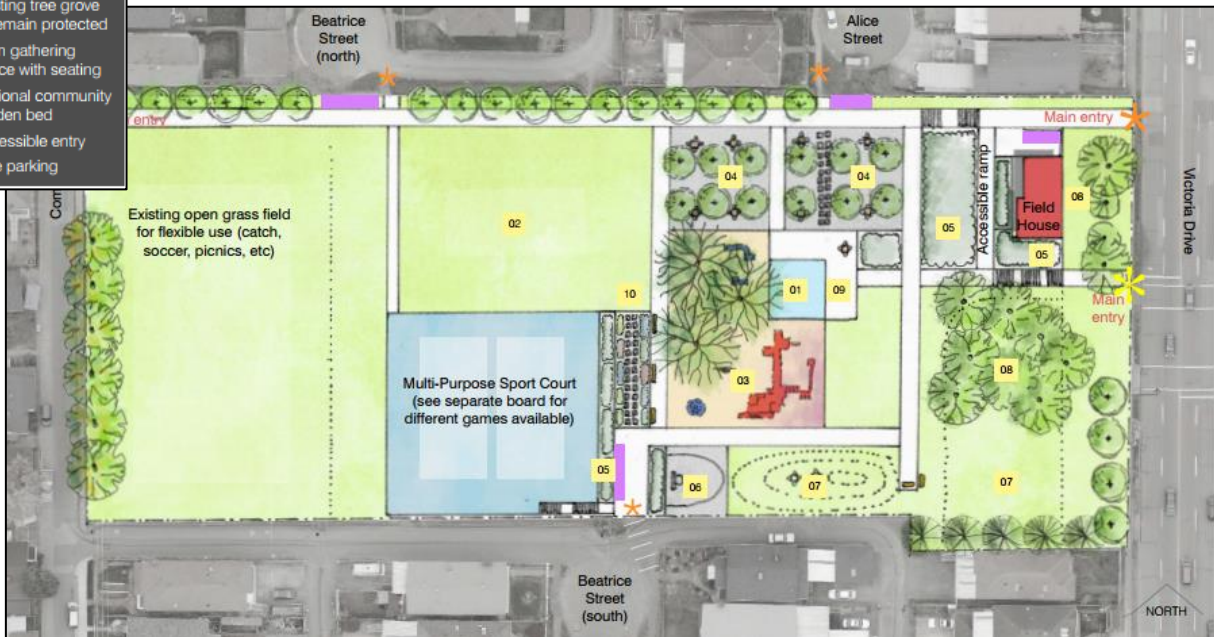 ting tree grove
emain protected
gathering
ce with seating
ional community
den bed
essible entry
parking
Beatrice
Street
(north)
Alice
Street
entry
Main entry
Com
Victoria Drive
Existing open grass field
for flexible use (catch,
soccer, picnics, etc)
02
04
04
05
Accessible ramp
Field
House
08
05
01
09
10
Main
entry
Multi-Purpose Sport Court
(see separate board for
different games available)
03
08
05
06
07
07
Beatrice
Street
(south)
NORTH